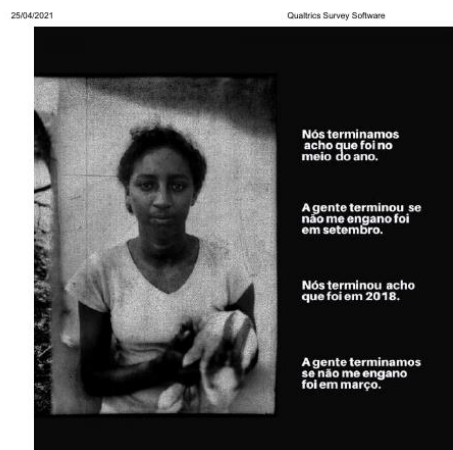 25/04/2021
Qualtrics Survey Software
Nós terminamos
acho que foi no
meio do ano.
A gente terminou se
não me engano foi
em setembro.
Nós terminou acho
que foi em 2018.
A gente terminamos
se não me engano
foi em março.